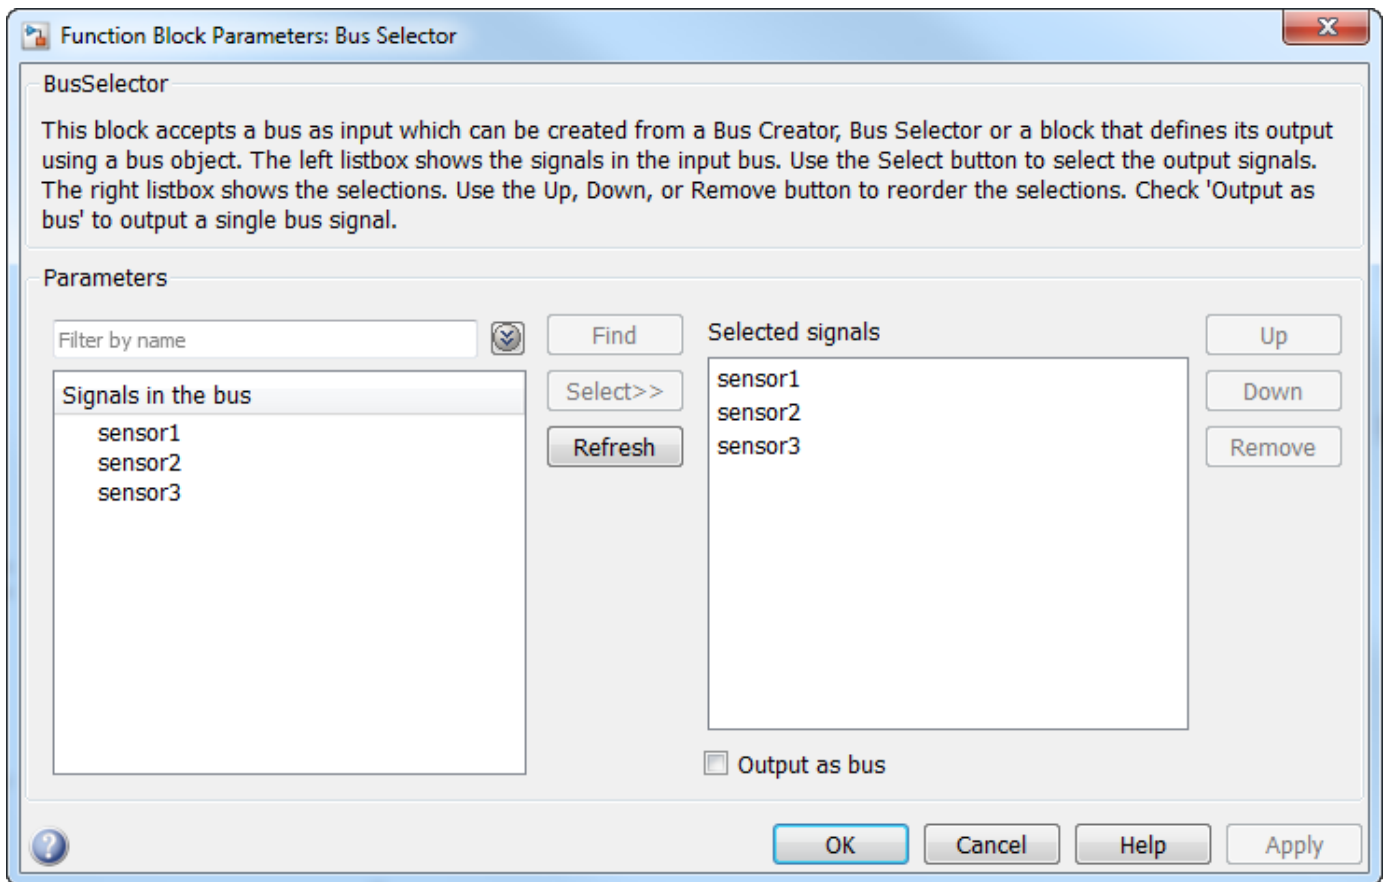 Function Block Parameters: Bus Selector
X
BusSelector
This block accepts a bus as input which can be created from a Bus Creator, Bus Selector or a block that defines its output
using a bus object. The left listbox shows the signals in the input bus. Use the Select button to select the output signals.
The right listbox shows the selections. Use the Up, Down, or Remove button to reorder the selections. Check 'Output as
bus' to output a single bus signal.
Parameters
Filter by name
Signals in the bus
sensor1
sensor2
sensor3
Find
Select>>
Refresh
Selected signals
sensor1
sensor2
sensor3
Output as bus
Up
Down
Remove
?
OK
Cancel
Help
Apply